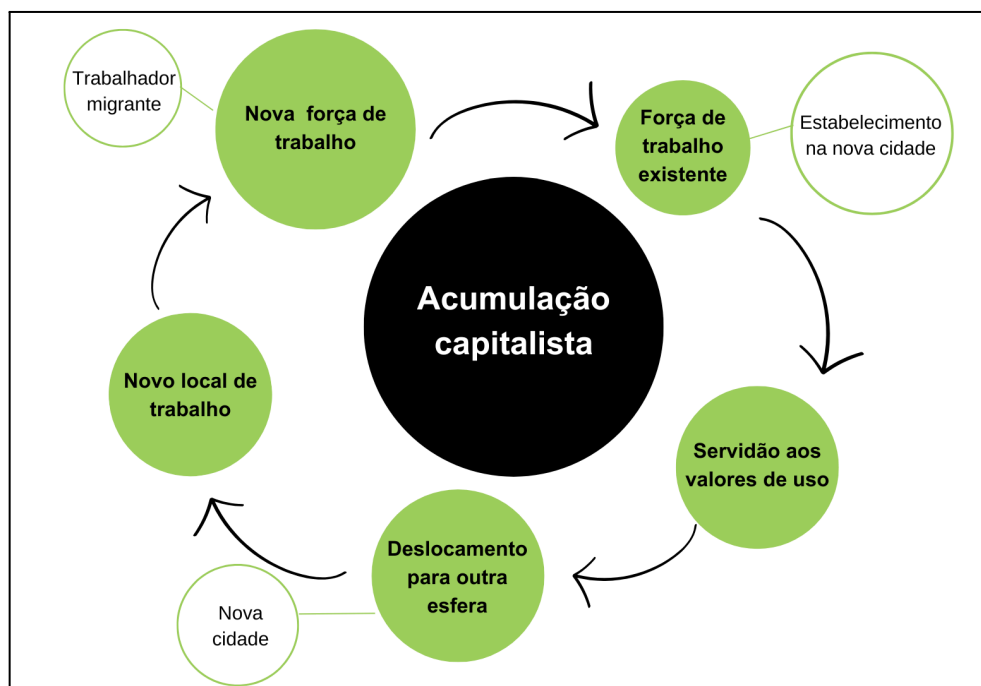 Trabalhador
migrante
Nova força de
trabalho
Força de
trabalho
existente
Estabelecimento
na nova cidade
Acumulação
capitalista
Novo local de
trabalho
Servidão aos
valores de uso
Deslocamento
para outra
esfera
Nova
cidade